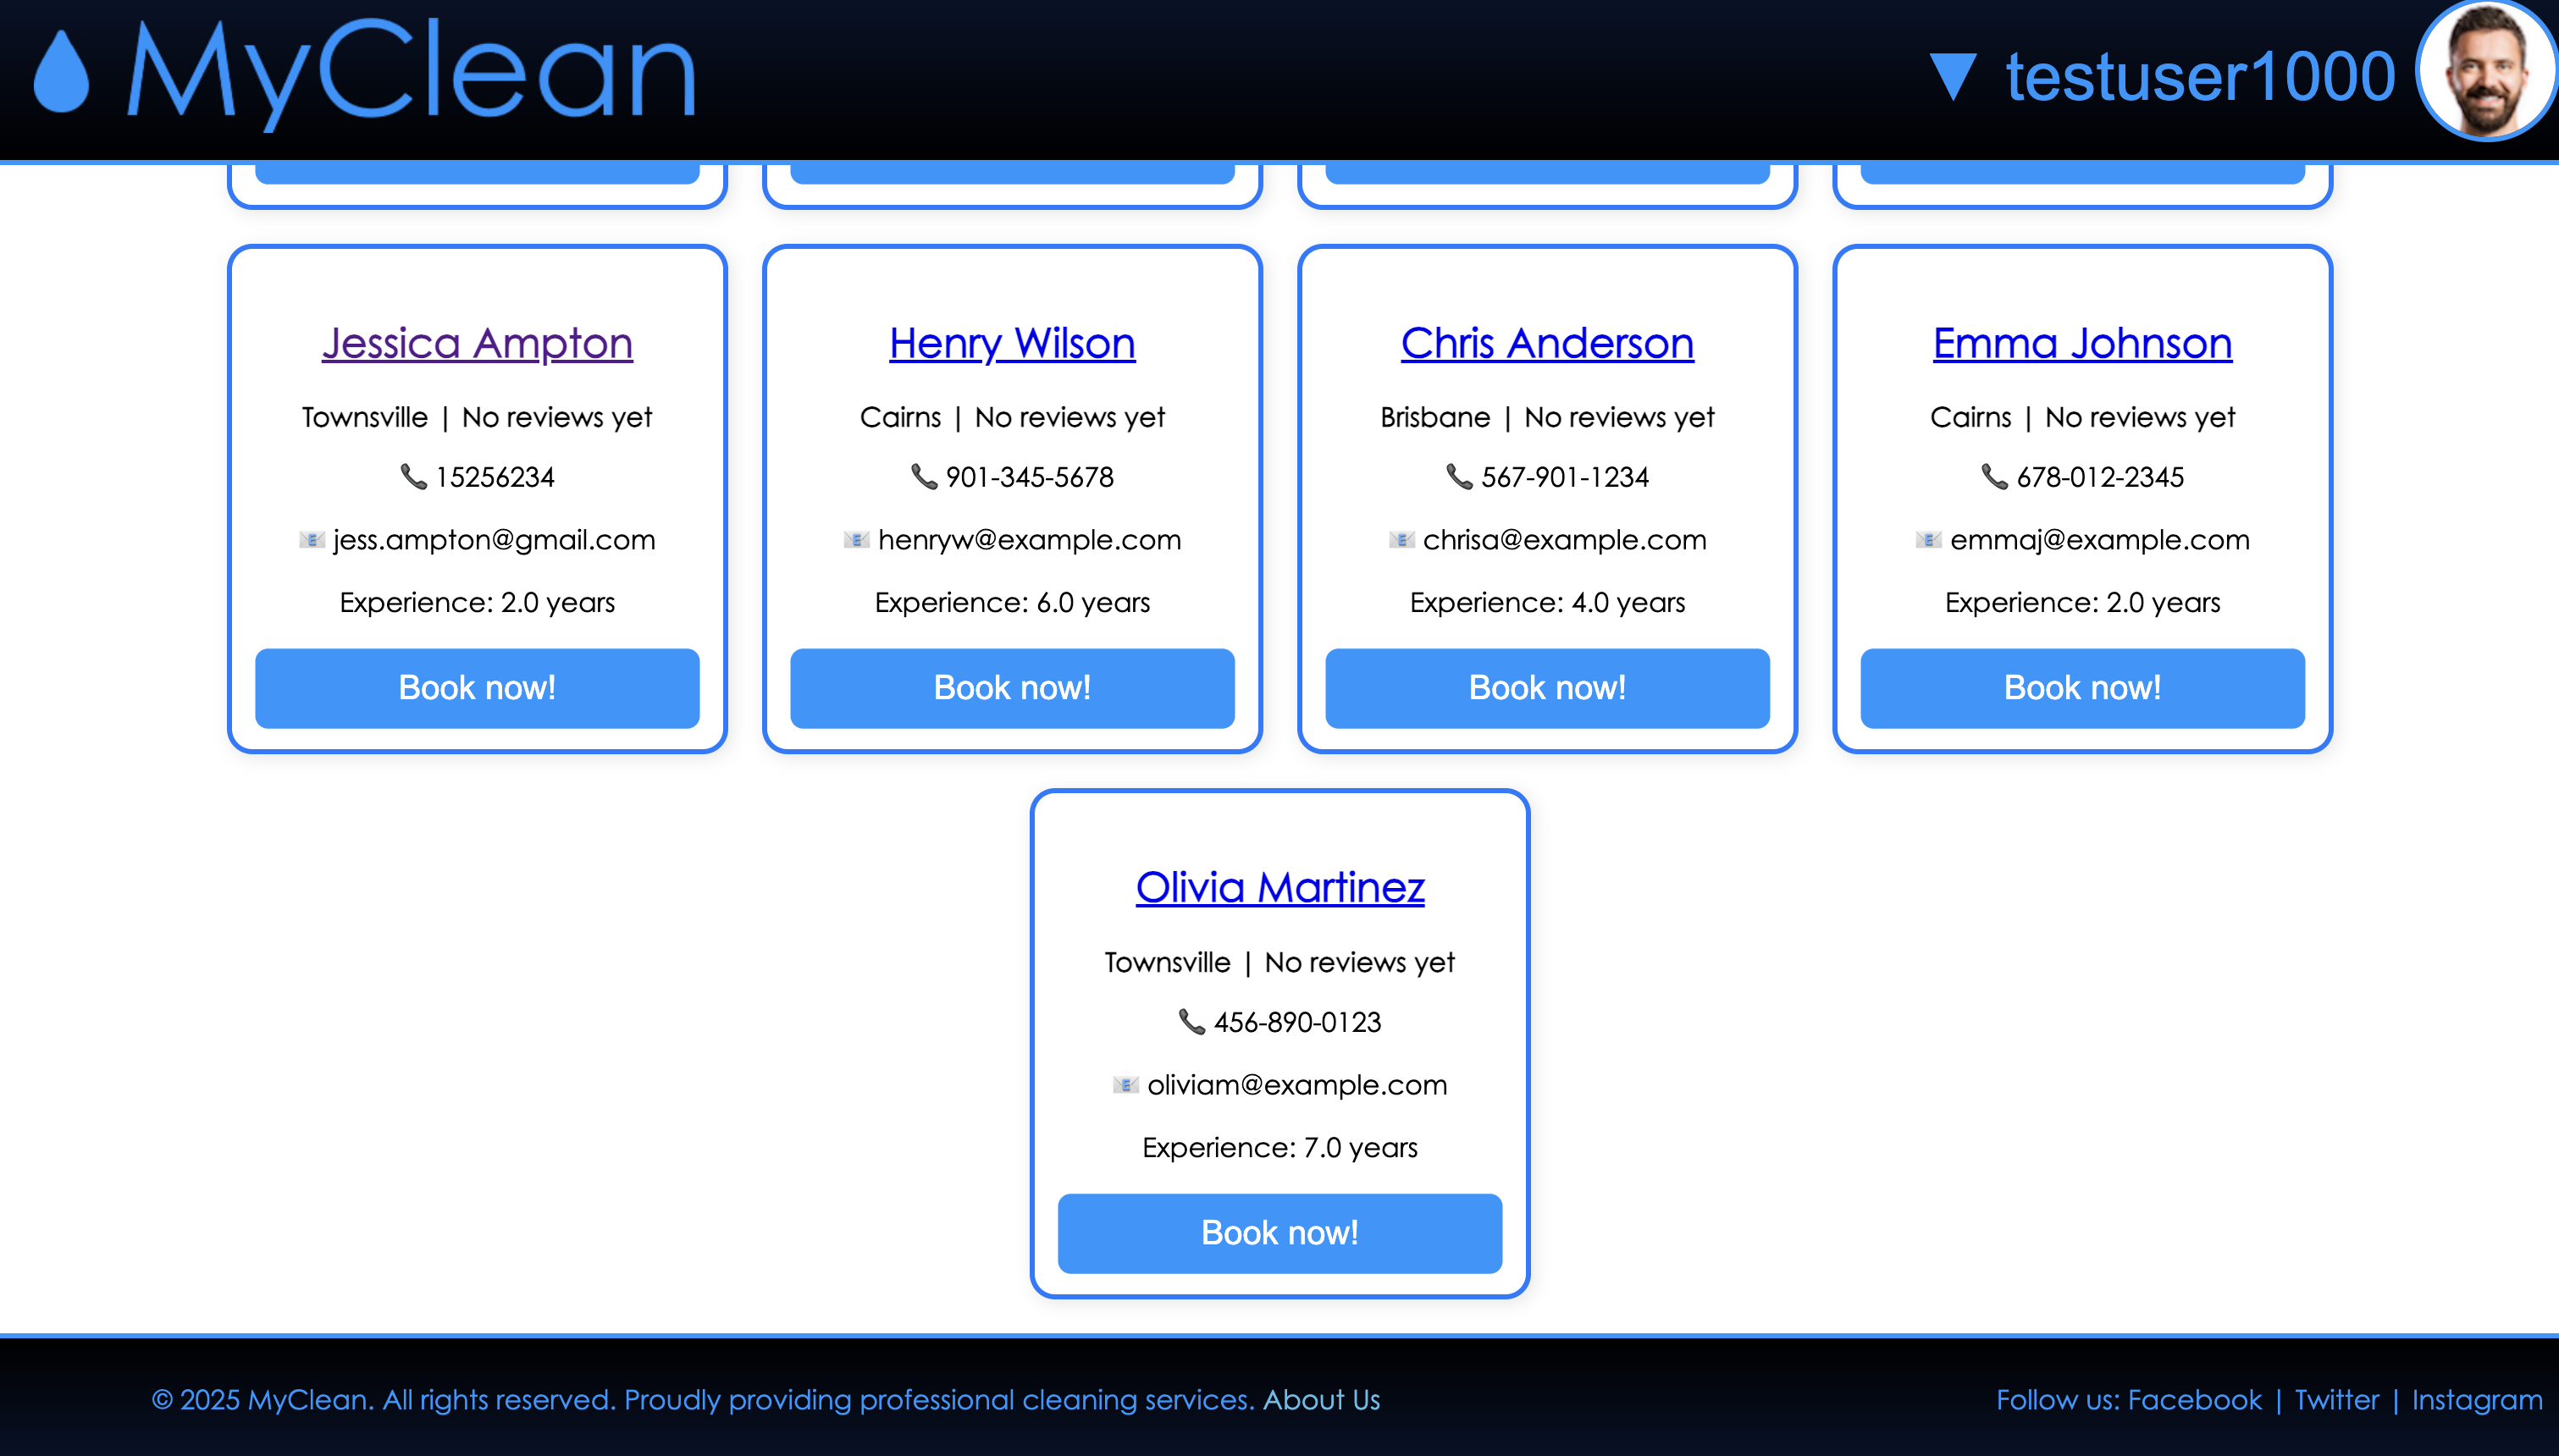 MyClean
▼ testuser1000
Jessica Ampton
Townsville | No reviews yet
📞 15256234
📧 jess.ampton@gmail.com
Experience: 2.0 years
Book now!
Henry Wilson
Cairns | No reviews yet
📞 901-345-5678
📧 henryw@example.com
Experience: 6.0 years
Book now!
Chris Anderson
Brisbane | No reviews yet
📞 567-901-1234
📧 chrisa@example.com
Experience: 4.0 years
Book now!
Emma Johnson
Cairns | No reviews yet
📞 678-012-2345
📧 emmaj@example.com
Experience: 2.0 years
Book now!
Olivia Martinez
Townsville | No reviews yet
📞 456-890-0123
📧 oliviam@example.com
Experience: 7.0 years
Book now!
© 2025 MyClean. All rights reserved. Proudly providing professional cleaning services. About Us
Follow us: Facebook | Twitter | Instagram